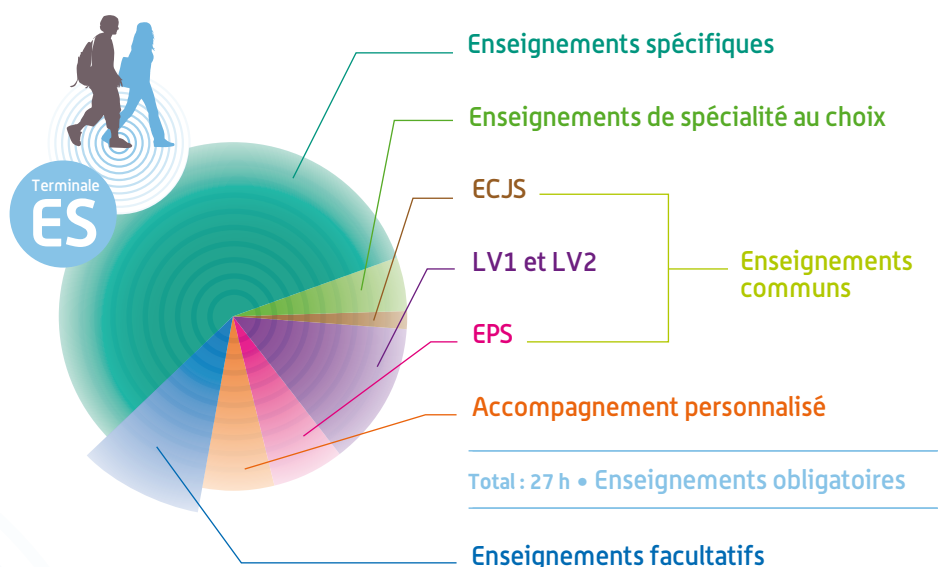 Terminale
ES
Enseignements spécifiques
Enseignements de spécialité au choix
ECJS
LV1 et LV2
EPS
Enseignements
communs
Accompagnement personnalisé
Total : 27 h • Enseignements obligatoires
Enseignements facultatifs